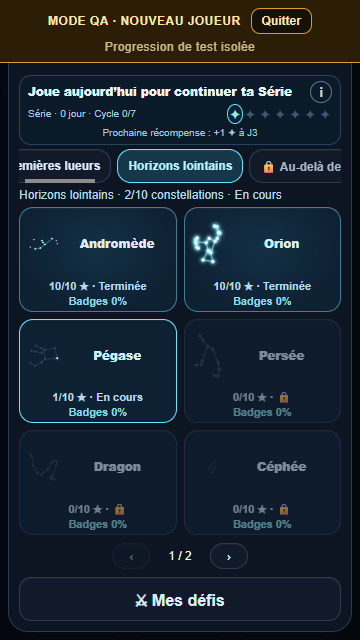 MODE QA · NOUVEAU JOUEUR Quitter
Progression de test isolée
Joue aujourd'hui pour continuer ta Série i
Série · 0 jour · Cycle 0/7
Prochaine récompense : +1 ✦ à J3
emières lueurs Horizons lointains 🔒 Au-delà de
Horizons lointains · 2/10 constellations · En cours
Andromède
10/10 ★ · Terminée
Badges 0%
Orion
10/10 ★ · Terminée
Badges 0%
Pégase
1/10 ★ · En cours
Badges 0%
Persée
0/10 ★ · 🔒
Badges 0%
Dragon
0/10 ★ · 🔒
Badges 0%
Céphée
0/10 ★ · 🔒
Badges 0%
‹ 1 / 2 ›
⚔ Mes défis